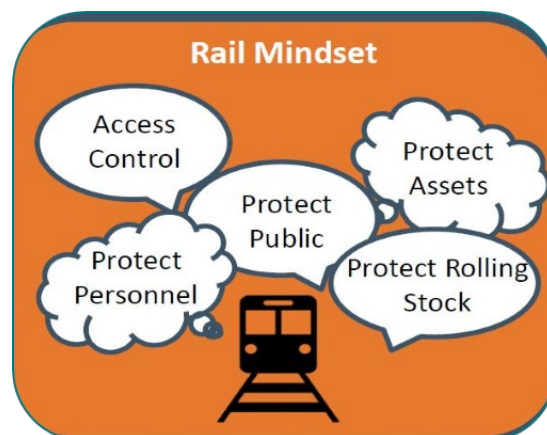 Rail Mindset
Access
Control
Protect
Assets
Protect
Public
Protect
Personnel
Protect Rolling
Stock